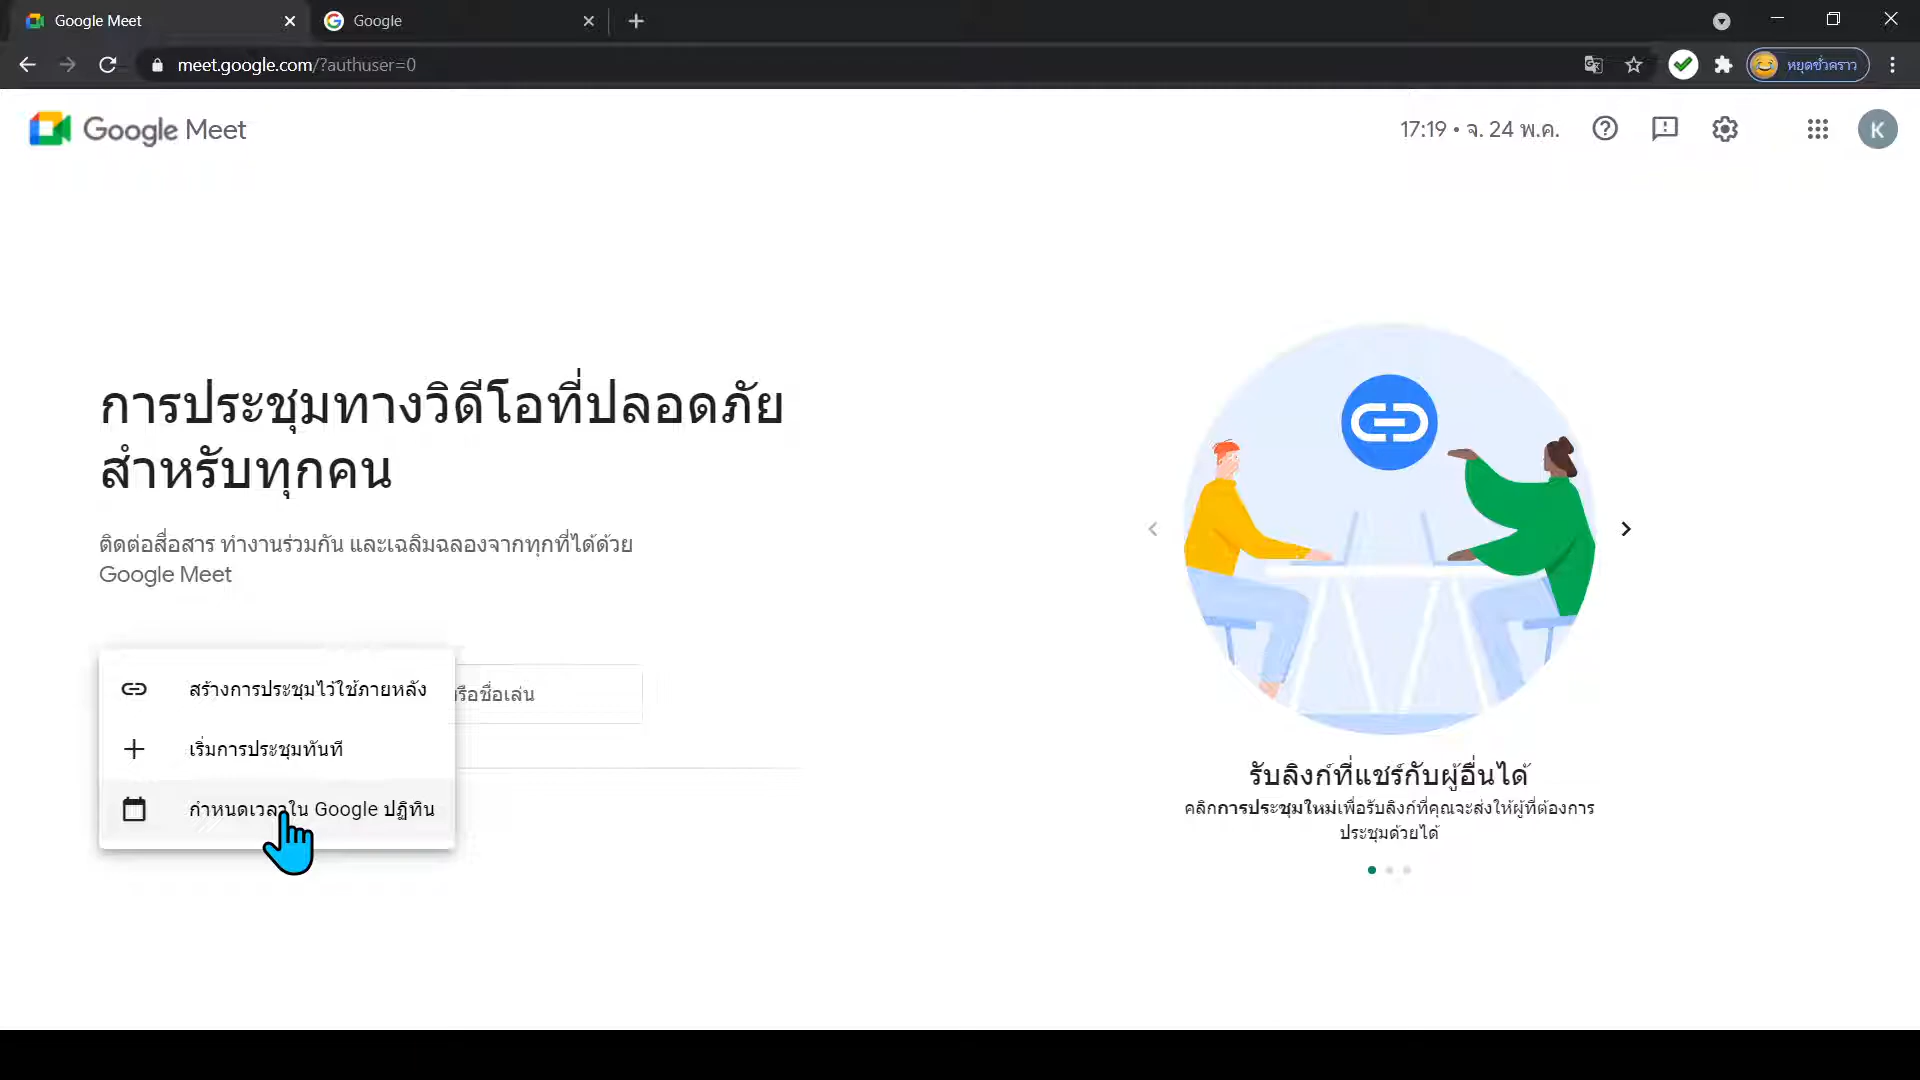 Google Meet
Google
meet.google.com/?authuser=0
หยุดชั่วคราว
Google Meet
17:19 • จ. 24 พ.ค.
K
การประชุมทางวิดีโอที่ปลอดภัย
สำหรับทุกคน
ติดต่อสื่อสาร ทำงานร่วมกัน และเฉลิมฉลองจากทุกที่ได้ด้วย
Google Meet
สร้างการประชุมไว้ใช้ภายหลัง
หรือชื่อเล่น
เริ่มการประชุมทันที
กำหนดเวลาใน Google ปฏิทิน
รับลิงก์ที่แชร์กับผู้อื่นได้
คลิกการประชุมใหม่เพื่อรับลิงก์ที่คุณจะส่งให้ผู้ที่ต้องการ
ประชุมด้วยได้